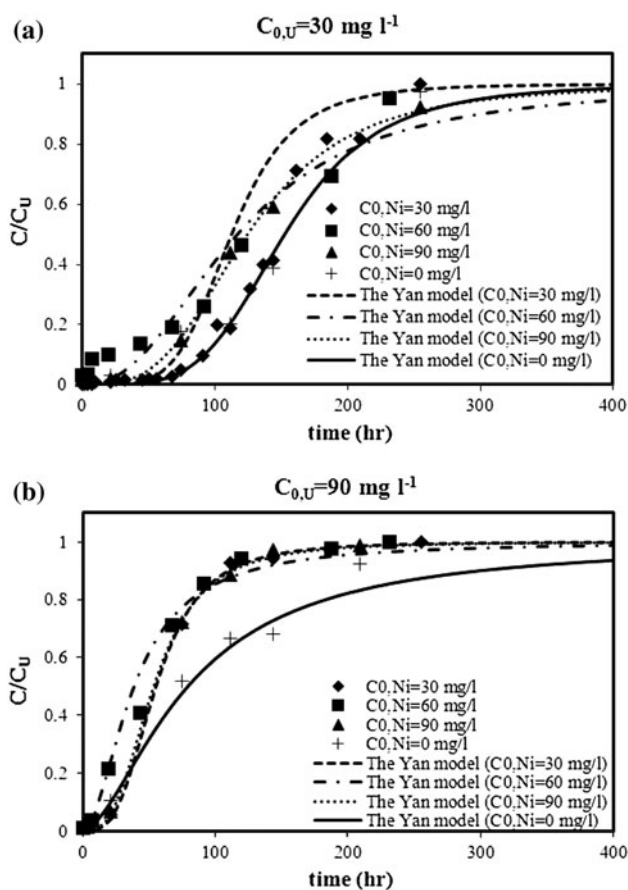 (a)
C0,U=30 mg l-1
1
0.8
0.6
0.4
0.2
0
C/CU
C0,Ni=30 mg/l
C0,Ni=60 mg/l
C0,Ni=90 mg/l
C0,Ni=0 mg/l
The Yan model (C0,Ni=30 mg/l)
The Yan model (C0,Ni=60 mg/l)
The Yan model (C0,Ni=90 mg/l)
The Yan model (C0,Ni=0 mg/l)
0 100 200 300 400
time (hr)
(b)
C0,U=90 mg l-1
1
0.8
0.6
0.4
0.2
0
C/CU
C0,Ni=30 mg/l
C0,Ni=60 mg/l
C0,Ni=90 mg/l
C0,Ni=0 mg/l
The Yan model (C0,Ni=30 mg/l)
The Yan model (C0,Ni=60 mg/l)
The Yan model (C0,Ni=90 mg/l)
The Yan model (C0,Ni=0 mg/l)
0 100 200 300 400
time (hr)